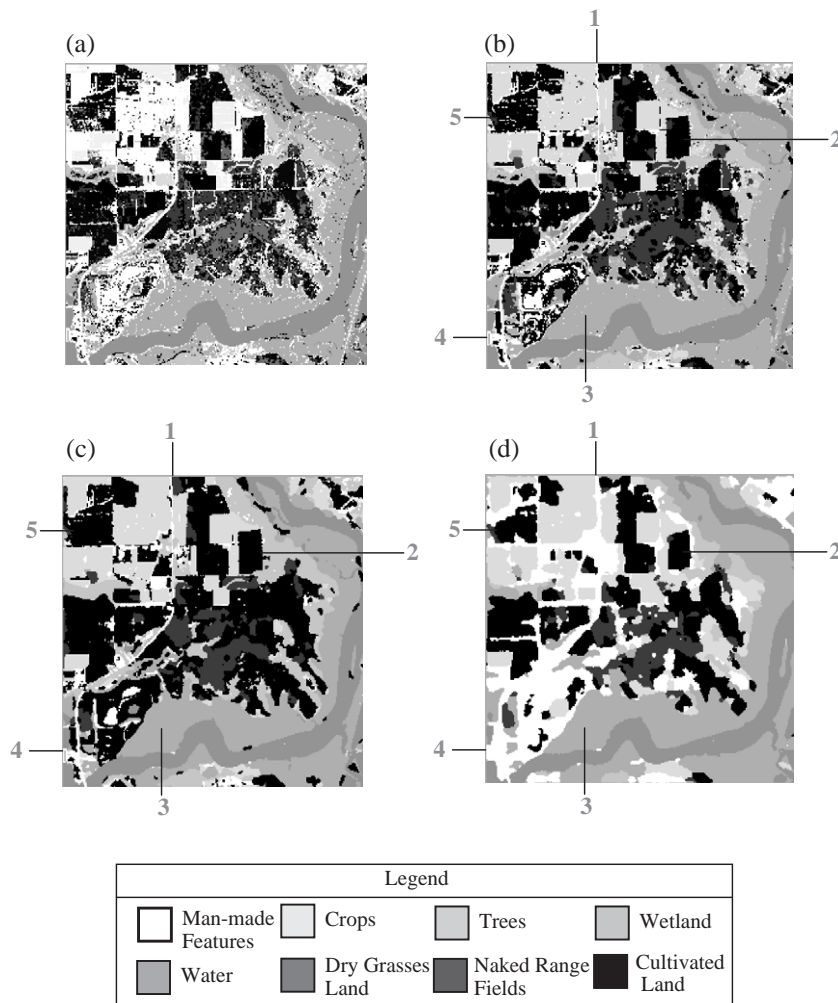 (a)
(b)
1
5
2
4
3
(c)
(d)
1
1
5
2
5
2
4
3
4
3
Legend
Man-made Features
Crops
Trees
Wetland
Water
Dry Grasses Land
Naked Range Fields
Cultivated Land